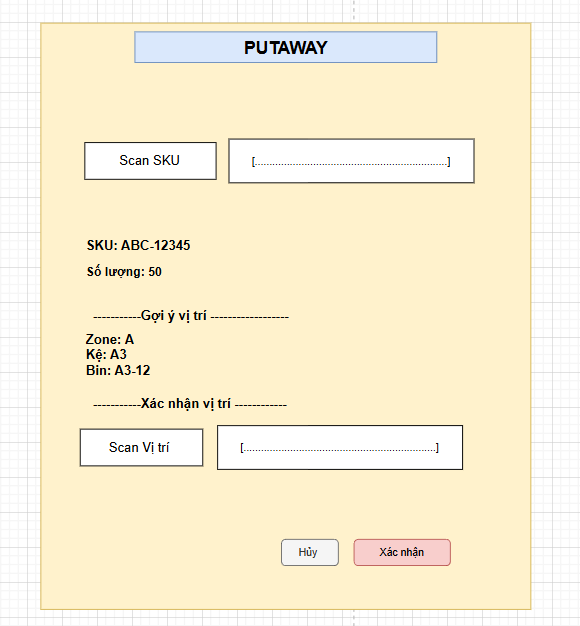 PUTAWAY
Scan SKU
[...................................................................]
SKU: ABC-12345
Số lượng: 50
-----------Gợi ý vị trí ------------------
Zone: A
Kệ: A3
Bin: A3-12
-----------Xác nhận vị trí ------------
Scan Vị trí
[...................................................................]
Hủy
Xác nhận